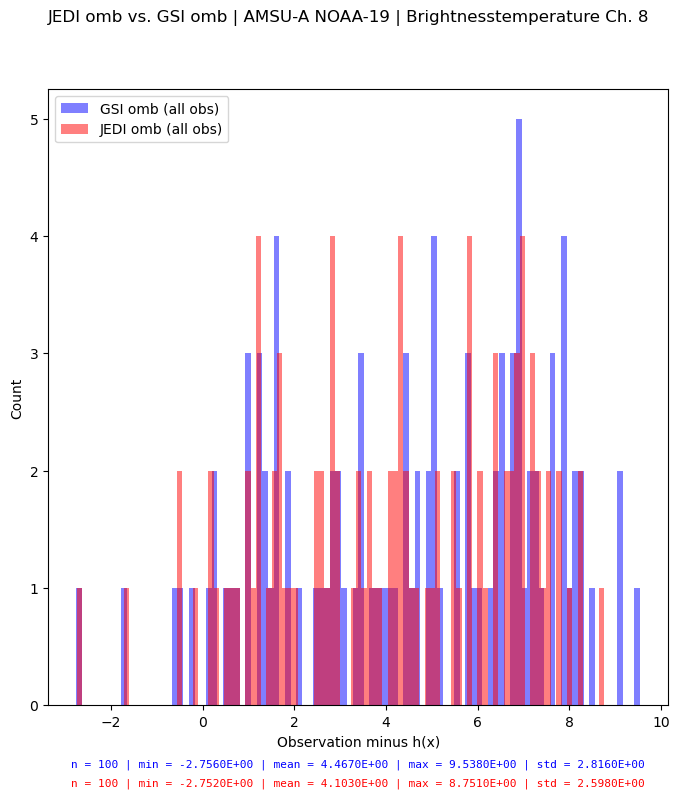 JEDI omb vs. GSI omb | AMSU-A NOAA-19 | Brightnesstemperature Ch. 8
GSI omb (all obs)
JEDI omb (all obs)
5
4
3
2
1
0
Count
−2 0 2 4 6 8 10
Observation minus h(x)
n = 100 | min = -2.7560E+00 | mean = 4.4670E+00 | max = 9.5380E+00 | std = 2.8160E+00
n = 100 | min = -2.7520E+00 | mean = 4.1030E+00 | max = 8.7510E+00 | std = 2.5980E+00